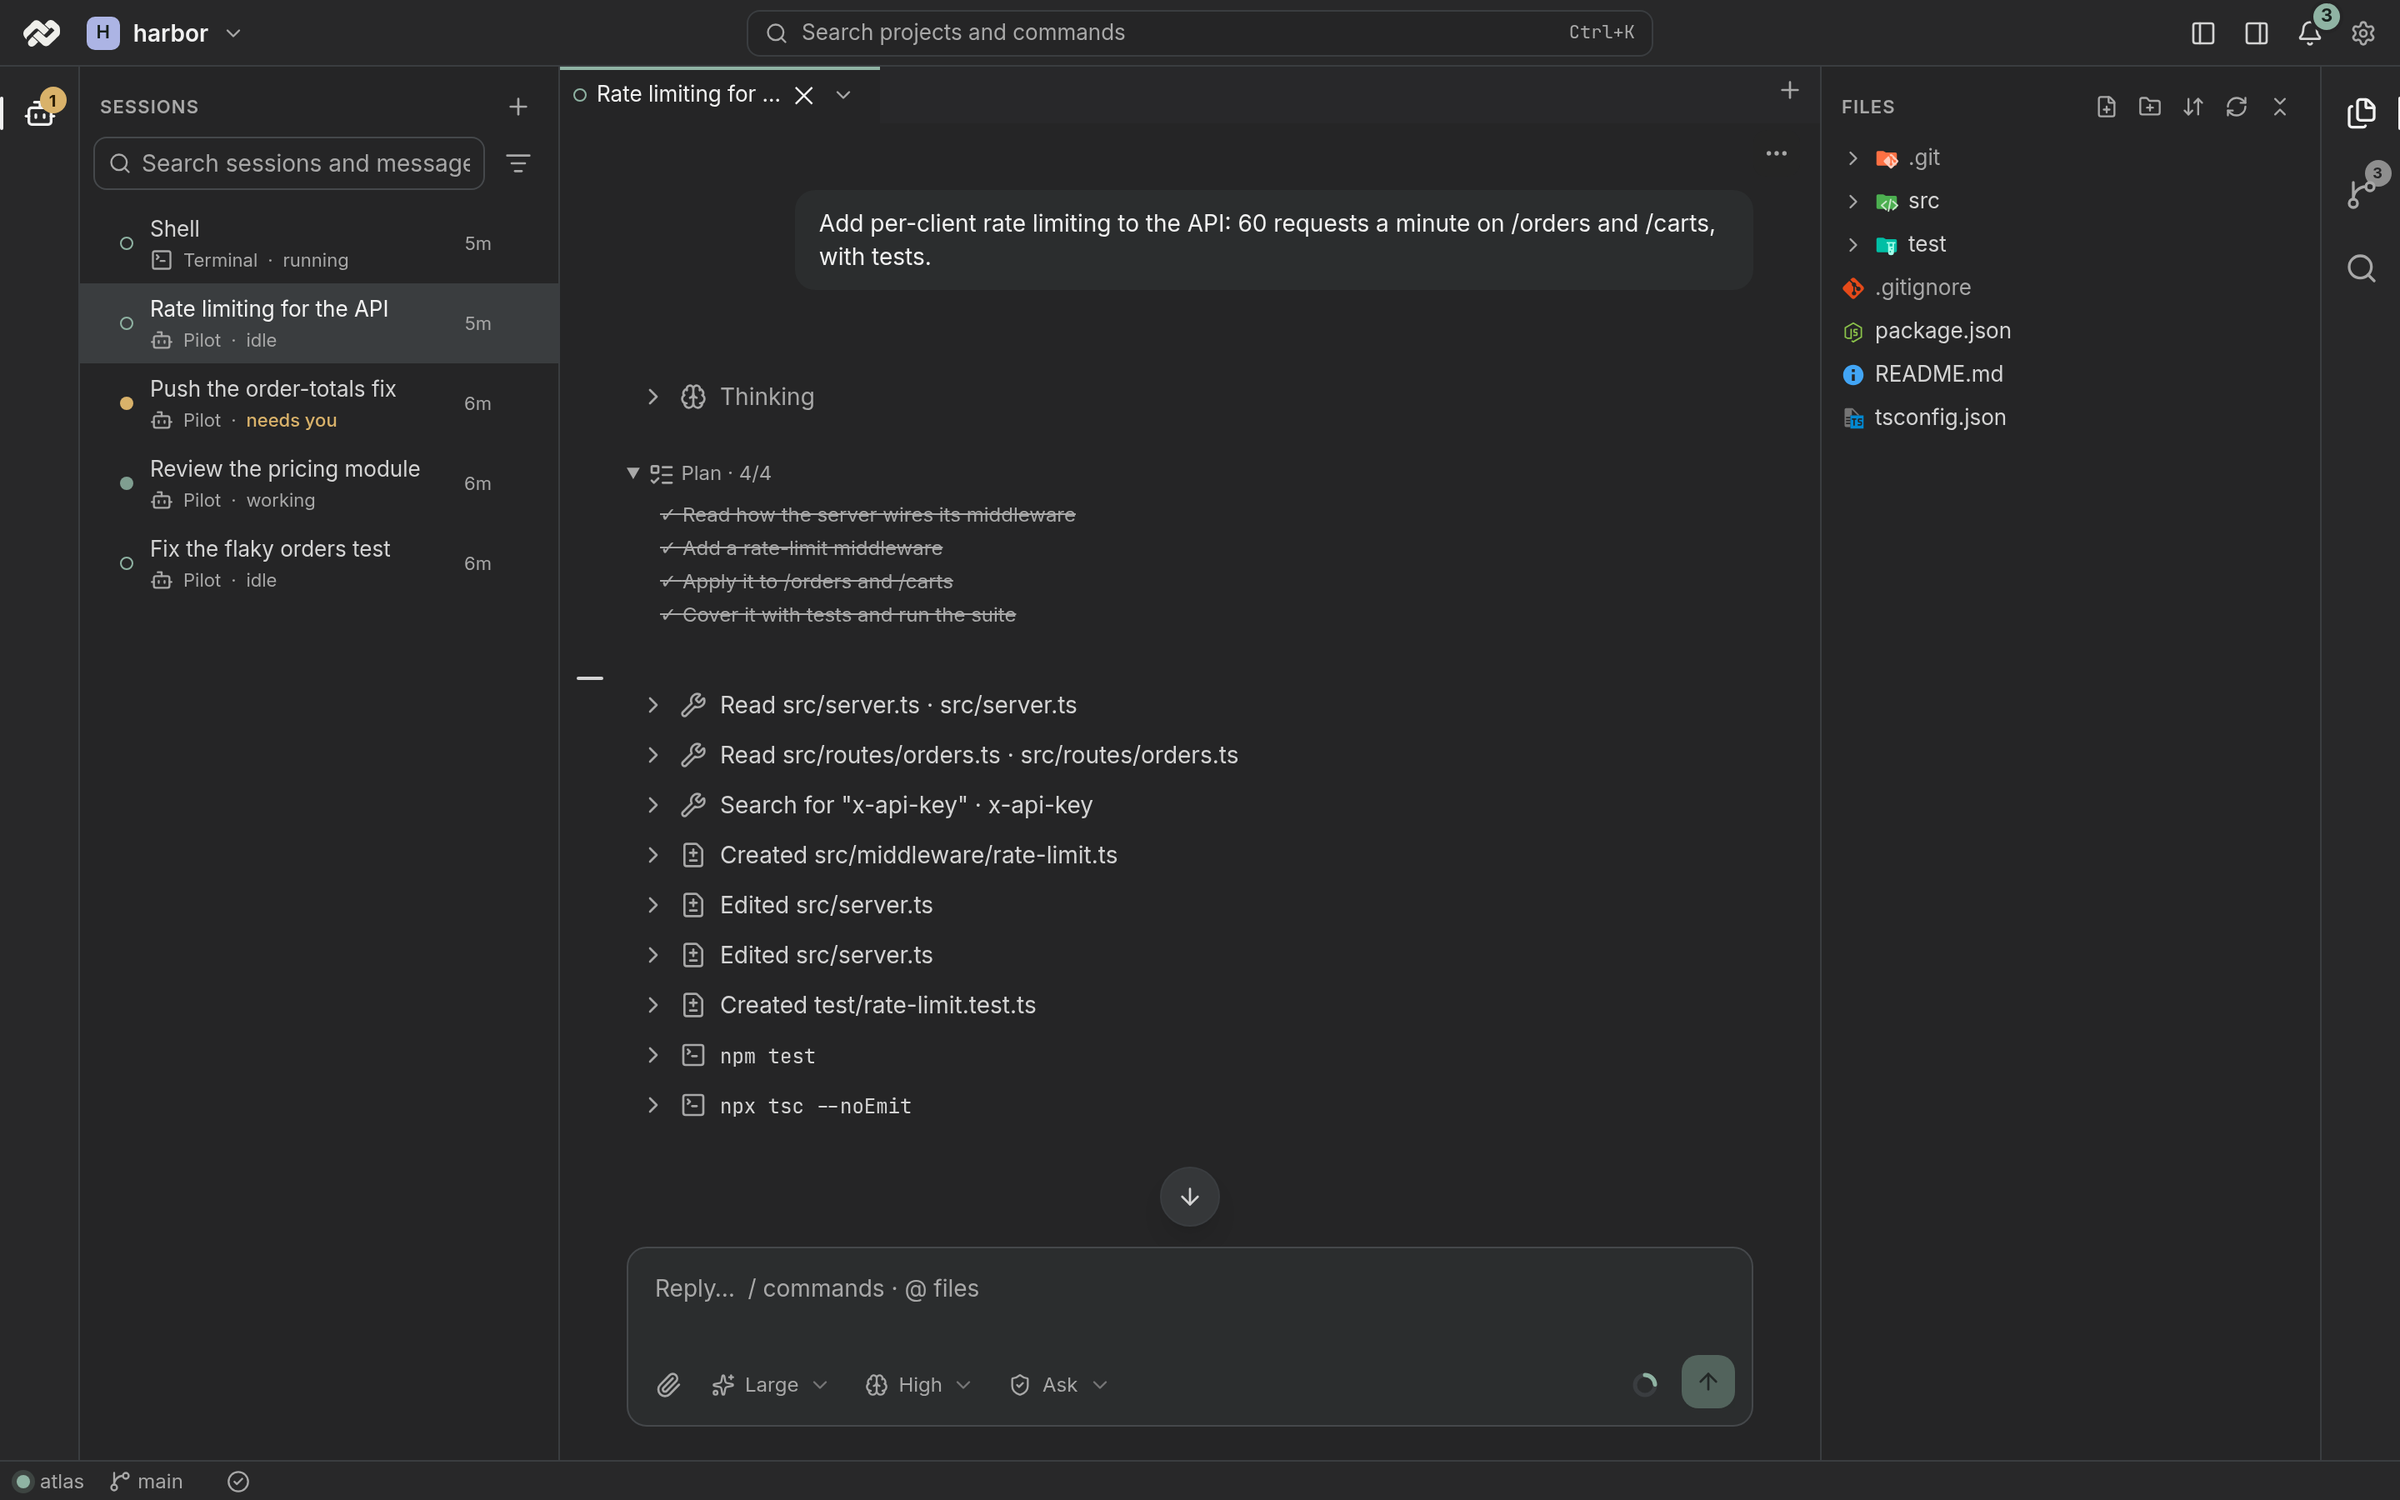 H harbor
Search projects and commands Ctrl+K
3
1
SESSIONS
Search sessions and message
Shell
Terminal · running
5m
Rate limiting for the API
Pilot · idle
5m
Push the order-totals fix
Pilot · needs you
6m
Review the pricing module
Pilot · working
6m
Fix the flaky orders test
Pilot · idle
6m
Rate limiting for ...
Add per-client rate limiting to the API: 60 requests a minute on /orders and /carts,
with tests.
Thinking
Plan · 4/4
✓ Read how the server wires its middleware
✓ Add a rate-limit middleware
✓ Apply it to /orders and /carts
✓ Cover it with tests and run the suite
Read src/server.ts · src/server.ts
Read src/routes/orders.ts · src/routes/orders.ts
Search for "x-api-key" · x-api-key
Created src/middleware/rate-limit.ts
Edited src/server.ts
Edited src/server.ts
Created test/rate-limit.test.ts
npm test
npx tsc --noEmit
Reply... / commands · @ files
Large High Ask
FILES
.git
src
test
.gitignore
package.json
README.md
tsconfig.json
3
atlas main